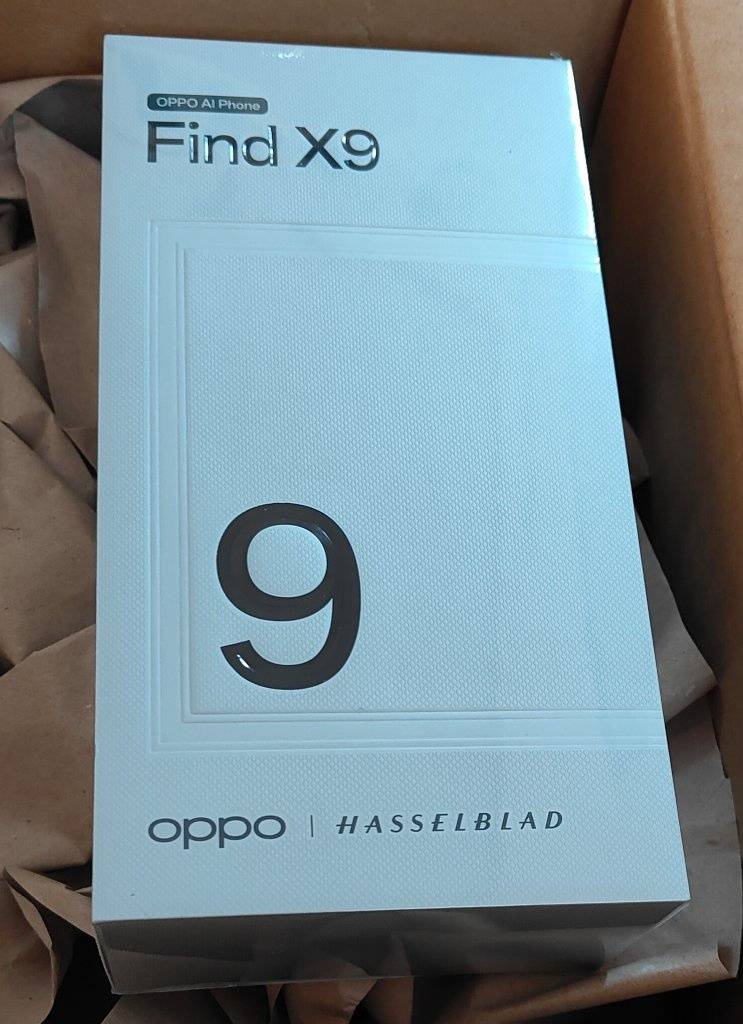 OPPO AI Phone
Find X9
9
oppo | HASSELBLAD